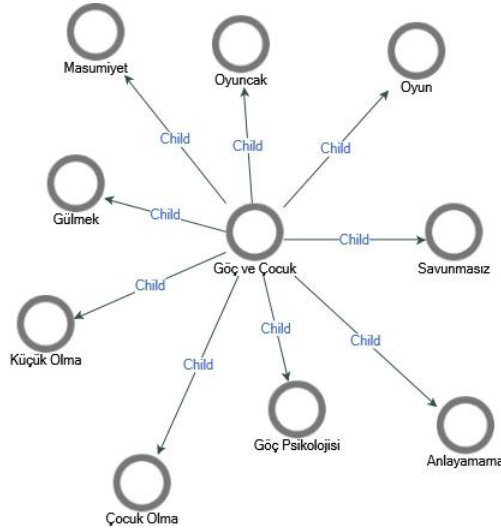 Masumiyet
Oyuncak
Oyun
Child
Child
Child
Gülmek
Child
Göç ve Çocuk
Child
Savunmasız
Child
Küçük Olma
Child
Child
Child
Göç Psikolojisi
Anlayamama
Çocuk Olma